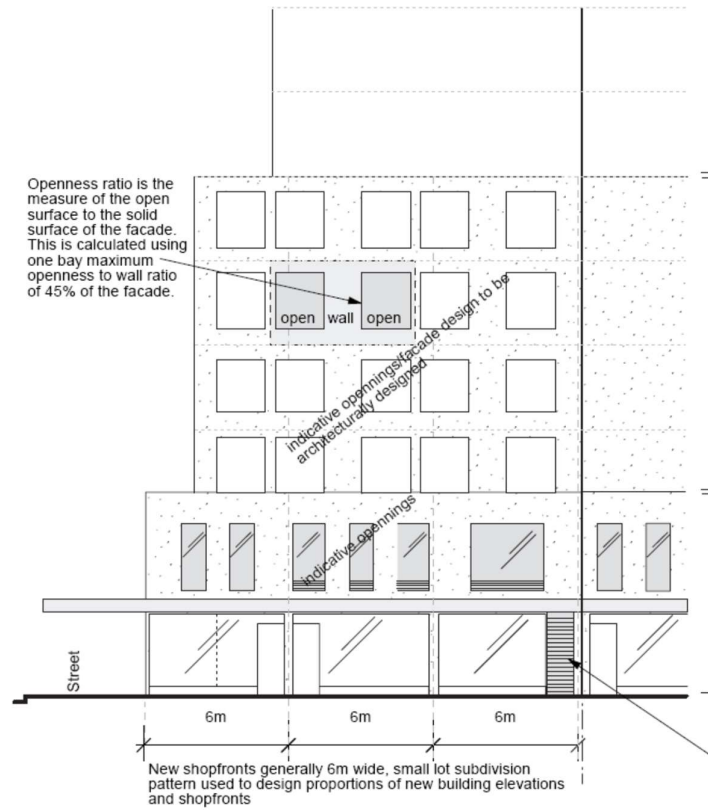 Openness ratio is the
measure of the open
surface to the solid
surface of the facade.
This is calculated using
one bay maximum
openness to wall ratio
of 45% of the facade.
open wall open
indicative opennings/facade design to be
architecturally designed
indicative opennings
Street
6m 6m 6m
New shopfronts generally 6m wide, small lot subdivision
pattern used to design proportions of new building elevations
and shopfronts